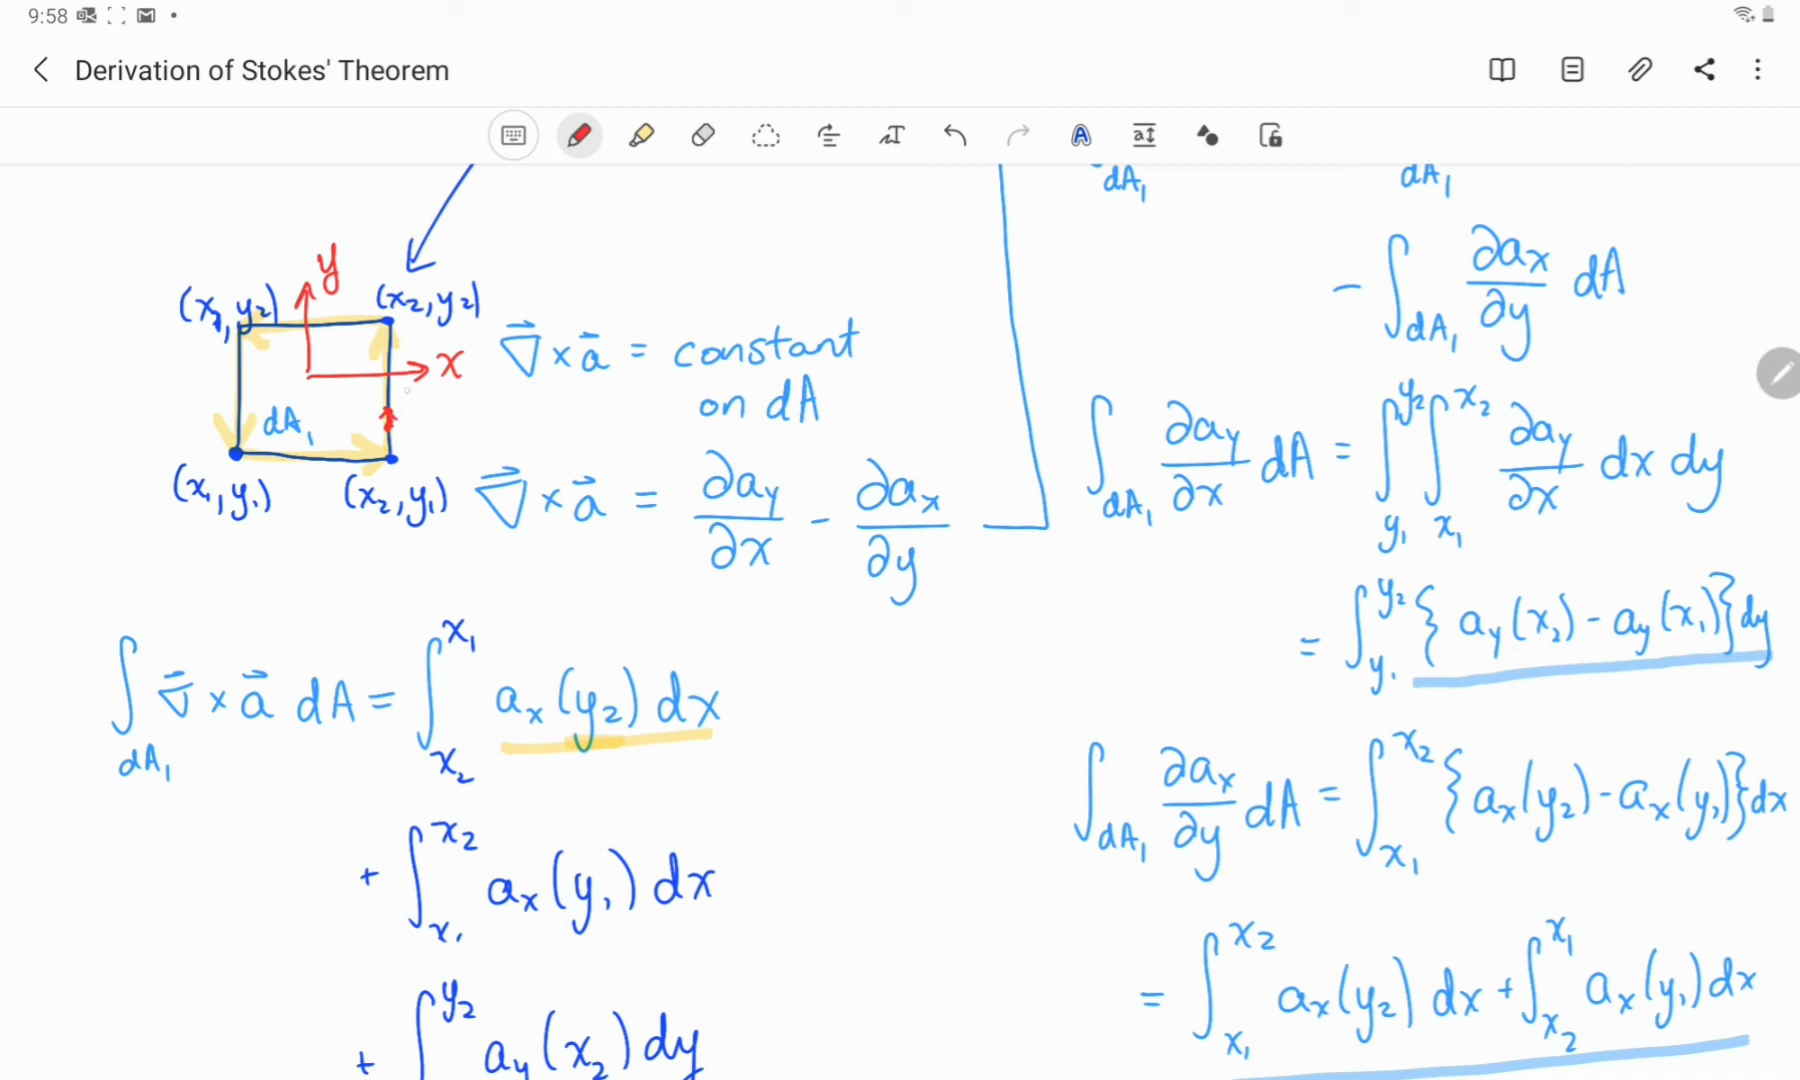 9:58
Derivation of Stokes' Theorem
dA₁ dA₁
- ∫_{dA₁} ∂aₓ/∂y dA
y
(x₁, y₂) (x₂, y₂)
x
dA₁
(x₁, y₁) (x₂, y₁)
∇⃗ × a⃗ = constant
on dA
∇⃗ × a⃗ = ∂a_y/∂x - ∂aₓ/∂y
∫_{dA₁} ∇⃗ × a⃗ dA = ∫_{x₂}^{x₁} aₓ(y₂) dx
+ ∫_{x₁}^{x₂} aₓ(y₁) dx
+ ∫^{y₂} a_y(x₂) dy
∫_{dA₁} ∂a_y/∂x dA = ∫_{y₁}^{y₂} ∫_{x₁}^{x₂} ∂a_y/∂x dx dy
= ∫_{y₁}^{y₂} { a_y(x₂) - a_y(x₁) } dy
∫_{dA₁} ∂aₓ/∂y dA = ∫_{x₁}^{x₂} { aₓ(y₂) - aₓ(y₁) } dx
= ∫_{x₁}^{x₂} aₓ(y₂) dx + ∫_{x₂}^{x₁} aₓ(y₁) dx